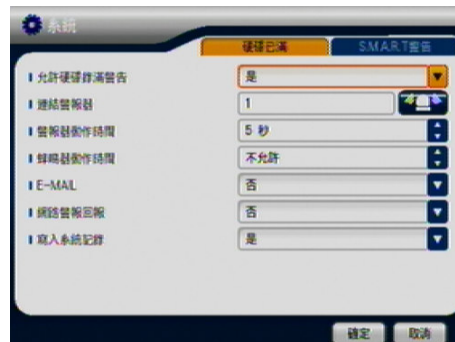 系統
硬碟已滿
S.M.A.R.T警告
允許硬碟錄滿警告
是
連結警報器
1
警報器動作時間
5 秒
蜂鳴器動作時間
不允許
E-MAIL
否
網路警報回報
否
寫入系統記錄
是
確定
取消